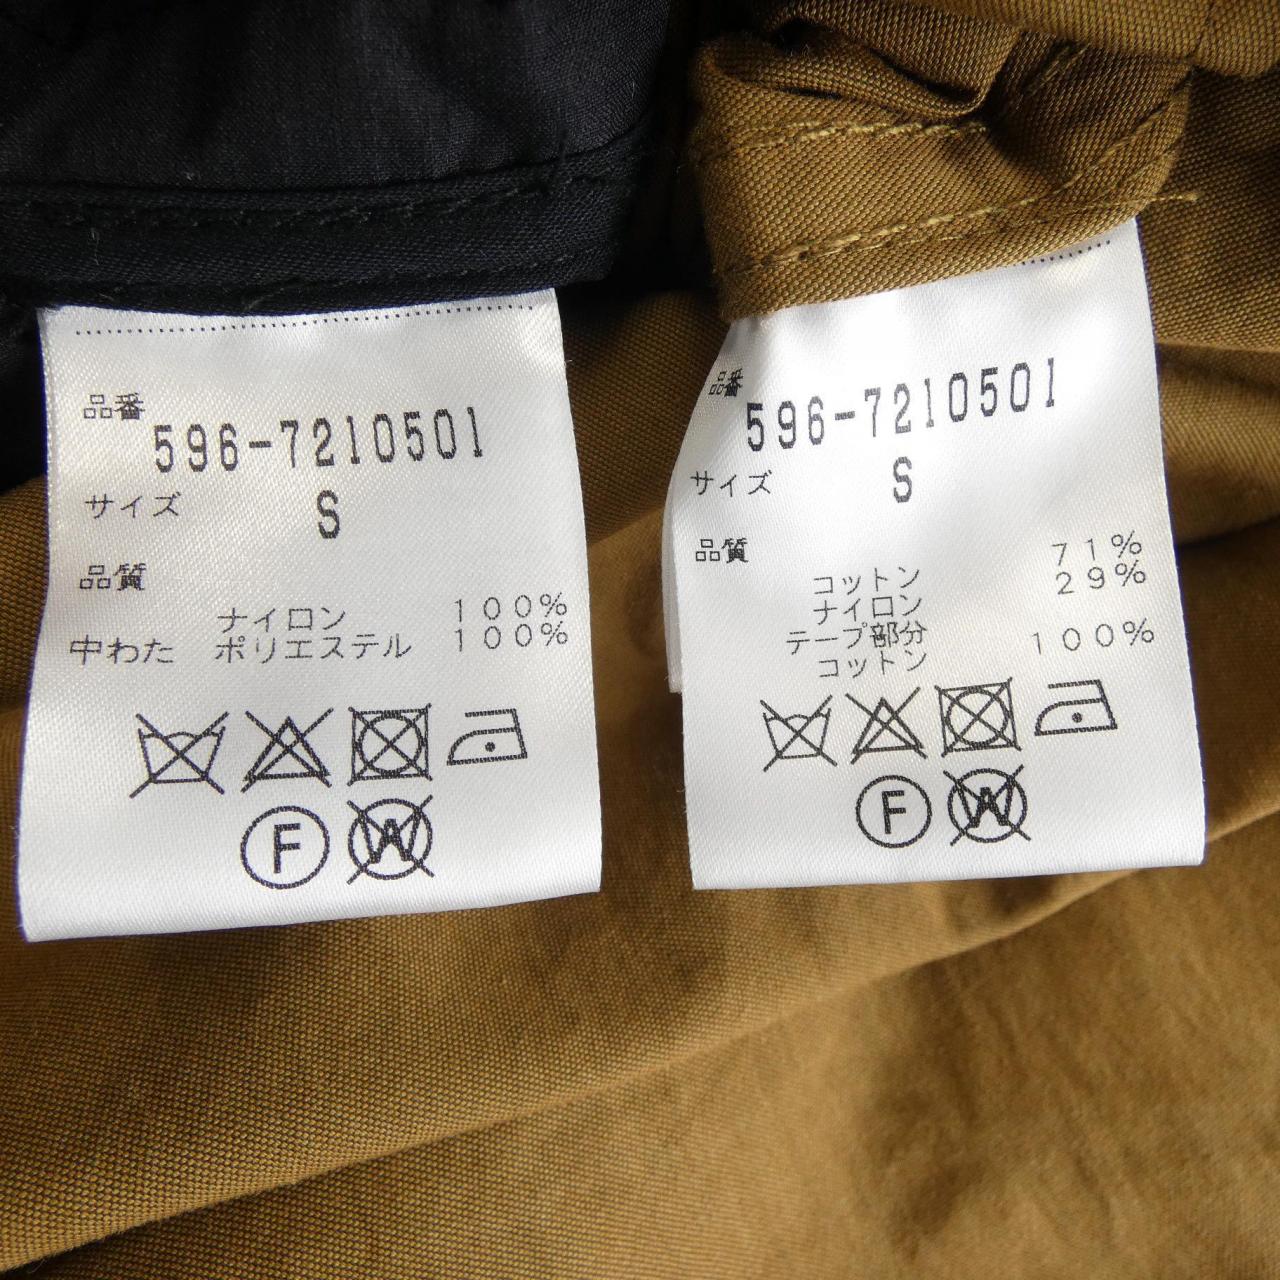 品番
596-7210501
サイズ S
品質
ナイロン 100%
中わた ポリエステル 100%
F
W
品番
596-7210501
サイズ S
品質
コットン 71%
ナイロン 29%
テープ部分
コットン 100%
F
W